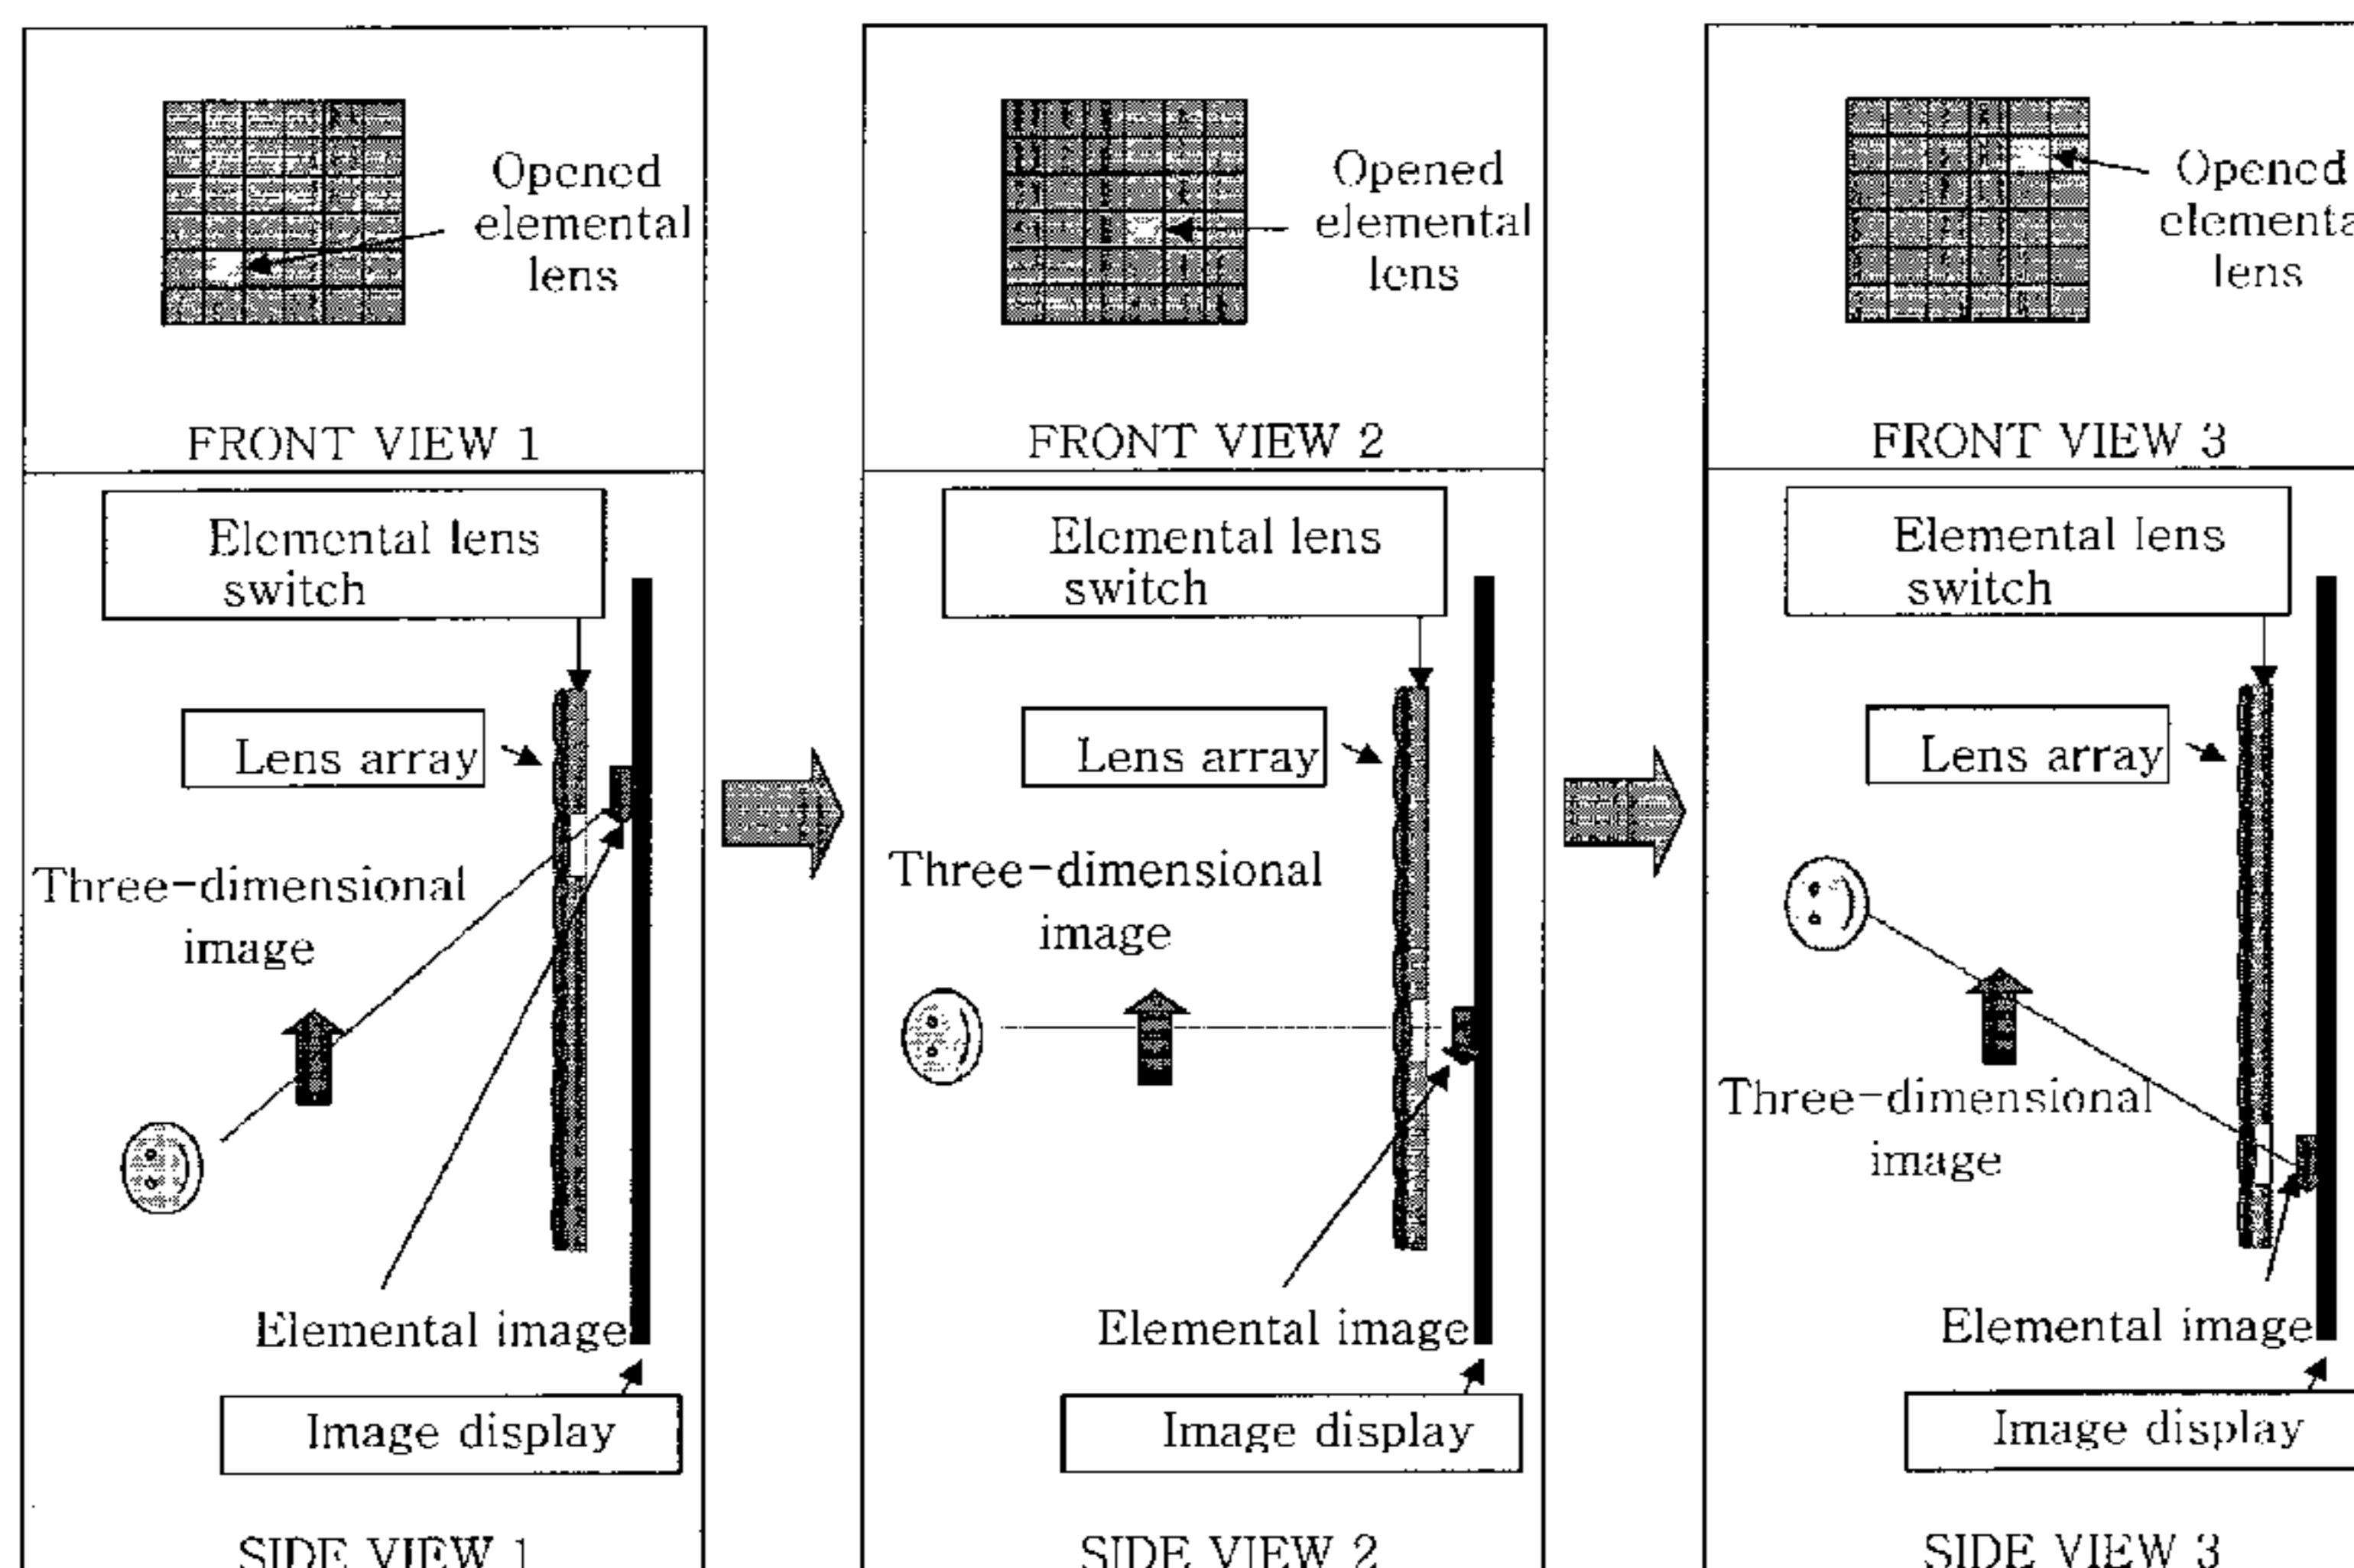 Opened
elemental
lens
FRONT VIEW 1
Elemental lens
switch
Lens array
Three-dimensional
image
Elemental image
Image display
SIDE VIEW 1
Opened
elemental
lens
FRONT VIEW 2
Elemental lens
switch
Lens array
Three-dimensional
image
Elemental image
Image display
SIDE VIEW 2
Opened
elementa
lens
FRONT VIEW 3
Elemental lens
switch
Lens array
Three-dimensional
image
Elemental image
Image display
SIDE VIEW 3